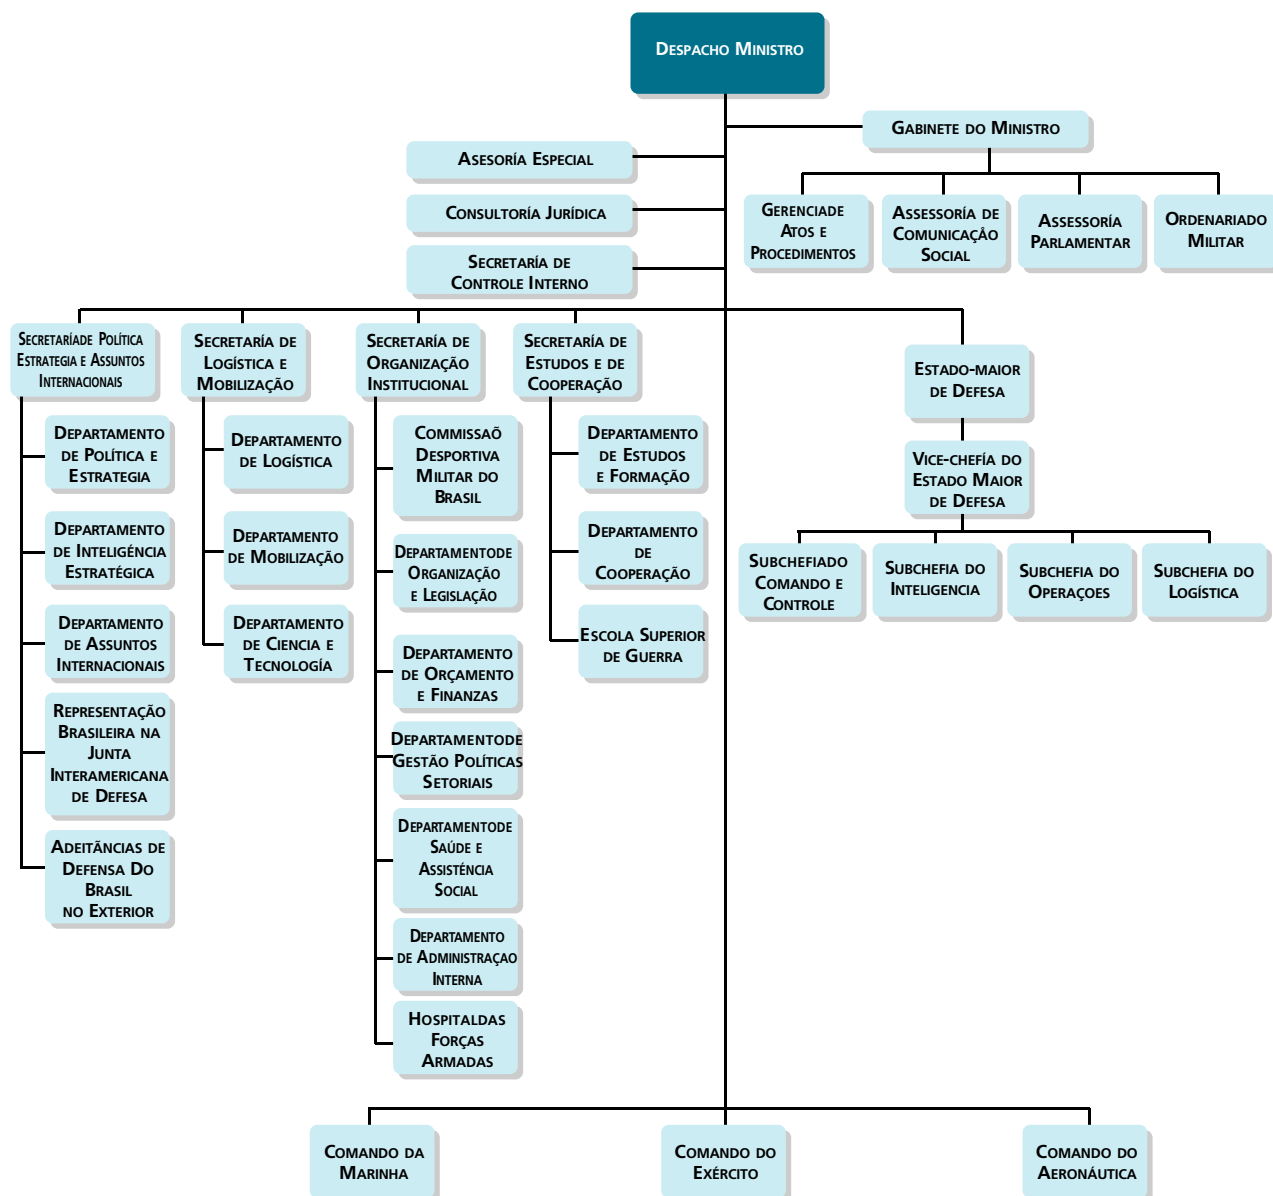 Despacho Ministro
Gabinete do Ministro
Asesoría Especial
Consultoría Jurídica
Secretaría de
Controle Interno
Gerenciade
Atos e
Procedimentos
Assessoría de
Comunicaçâo
Social
Assessoría
Parlamentar
Ordenariado
Militar
Secretaríade Política
Estrategia e Assuntos
Internacionais
Secretaría de
Logística e
Mobilização
Secretaría de
Organização
Institucional
Secretaría de
Estudos e de
Cooperação
Estado-maior
de Defesa
Vice-chefía do
Estado Maior
de Defesa
Subchefiado
Comando e
Controle
Subchefia do
Inteligencia
Subchefia do
Operaçoes
Subchefia do
Logística
Departamento
de Política e
Estrategia
Departamento
de Inteligéncia
Estratégica
Departamento
de Assuntos
Internacionais
Representação
Brasileira na
Junta
Interamericana
de Defesa
Adeitãncias de
Defensa Do
Brasil
no Exterior
Departamento
de Logística
Departamento
de Mobilização
Departamento
de Ciencia e
Tecnología
Commissaõ
Desportiva
Militar do
Brasil
Departamentode
Organização
e Legislação
Departamento
de Orçamento
e Finanzas
Departamentode
Gestão Políticas
Setoriais
Departamentode
Saúde e
Assisténcia
Social
Departamento
de Administraçao
Interna
Hospitaldas
Forças
Armadas
Departamento
de Estudos
e Formação
Departamento
de
Cooperação
Escola Superior
de Guerra
Comando da
Marinha
Comando do
Exército
Comando do
Aeronáutica